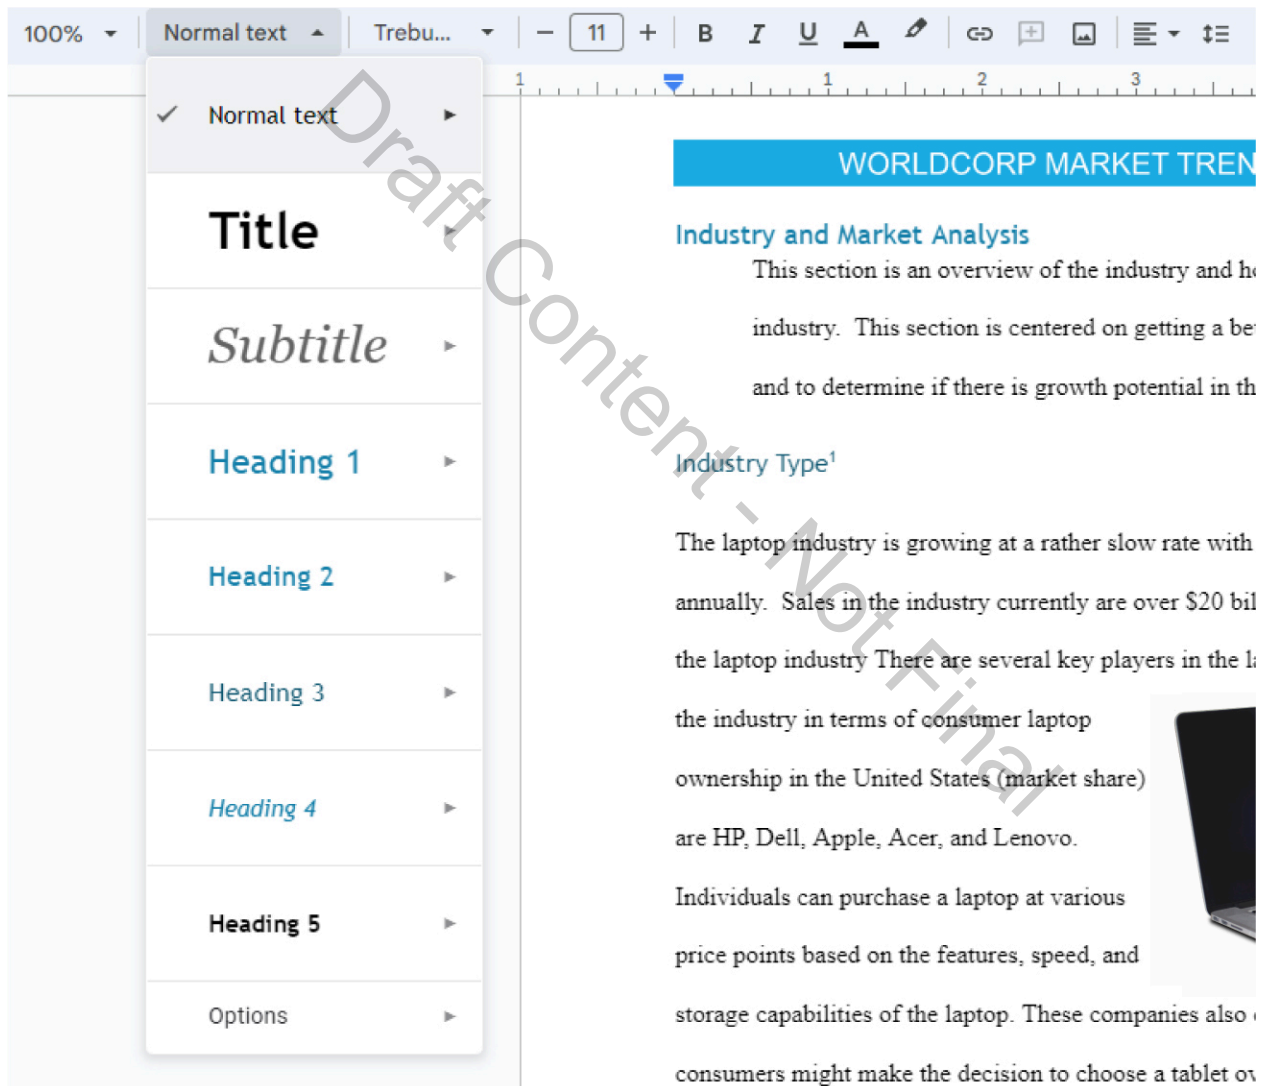 100% Normal text Trebu... 11 B I U A
1 1 2 3
Normal text
Title
Subtitle
Heading 1
Heading 2
Heading 3
Heading 4
Heading 5
Options
WORLDCORP MARKET TREN
Industry and Market Analysis
This section is an overview of the industry and
industry.  This section is centered on getting a
and to determine if there is growth potential in
Industry Type¹
The laptop industry is growing at a rather slow rate with
annually.  Sales in the industry currently are over $20
the laptop industry There are several key players in the
the industry in terms of consumer laptop
ownership in the United States (market share)
are HP, Dell, Apple, Acer, and Lenovo.
Individuals can purchase a laptop at various
price points based on the features, speed, and
storage capabilities of the laptop. These companies also
consumers might make the decision to choose a tablet
Draft Content - Not Final